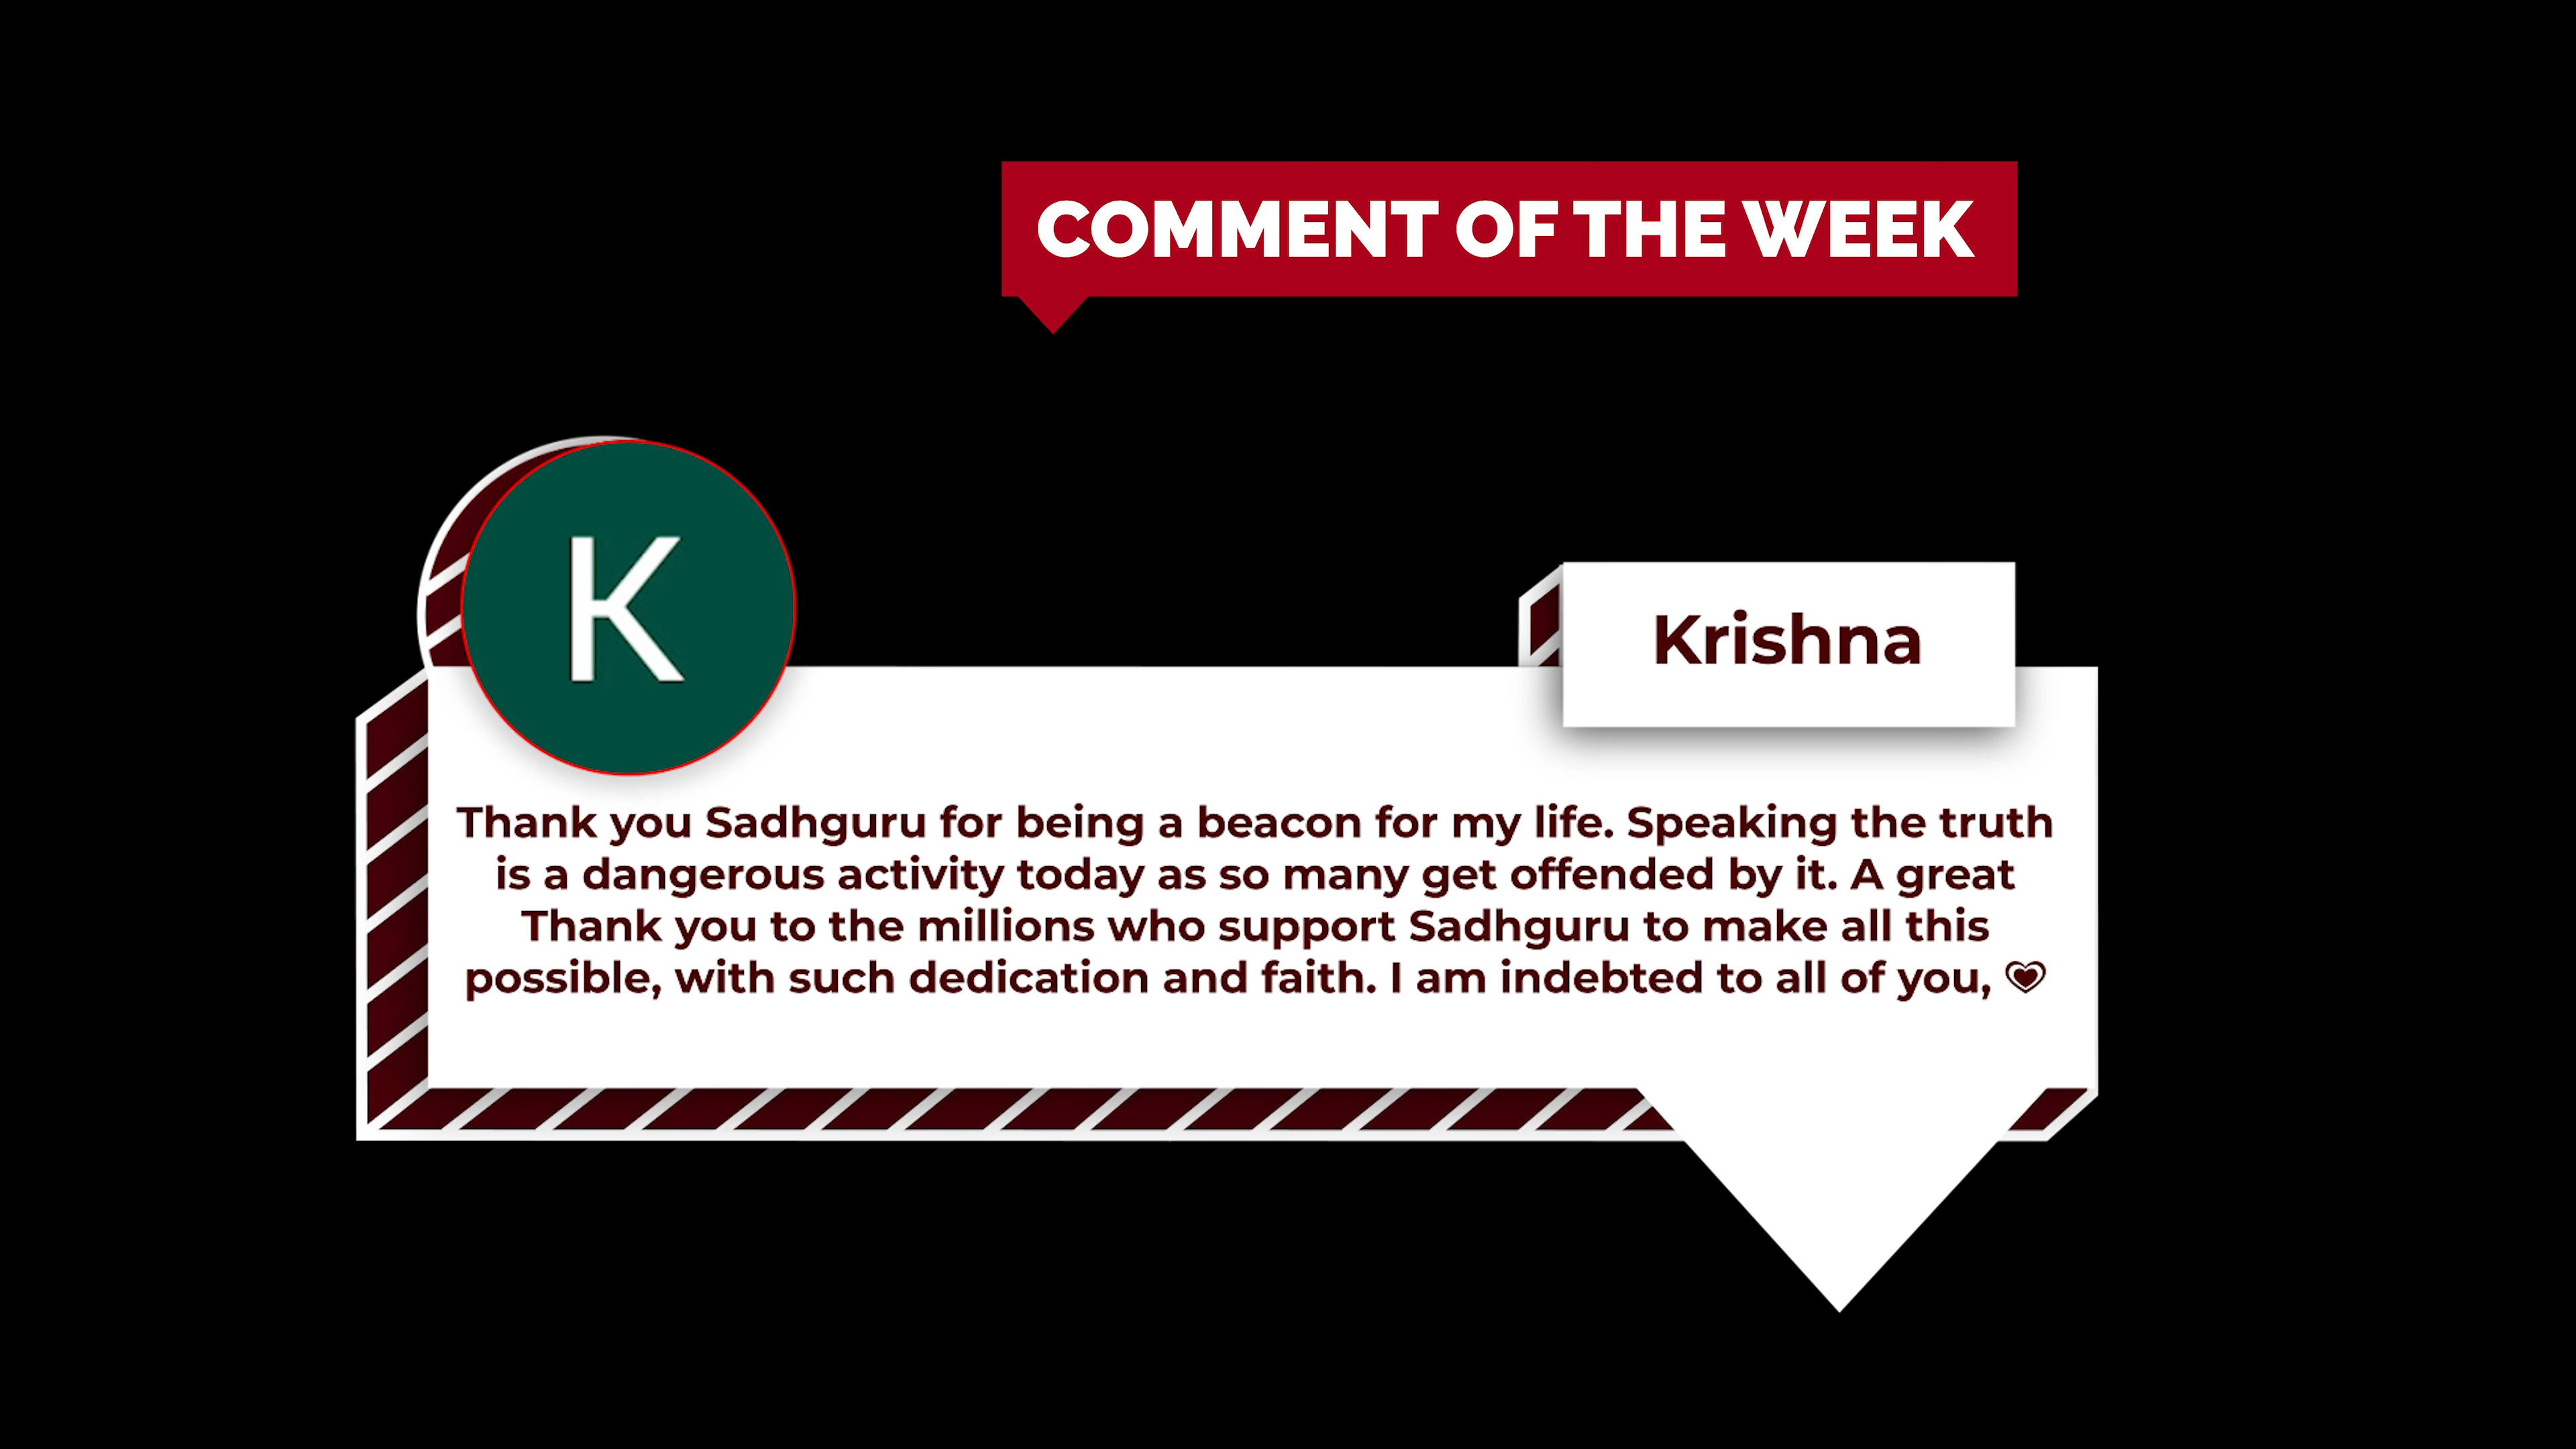 COMMENT OF THE WEEK
K
Krishna
Thank you Sadhguru for being a beacon for my life. Speaking the truth
is a dangerous activity today as so many get offended by it. A great
Thank you to the millions who support Sadhguru to make all this
possible, with such dedication and faith. I am indebted to all of you, 💗